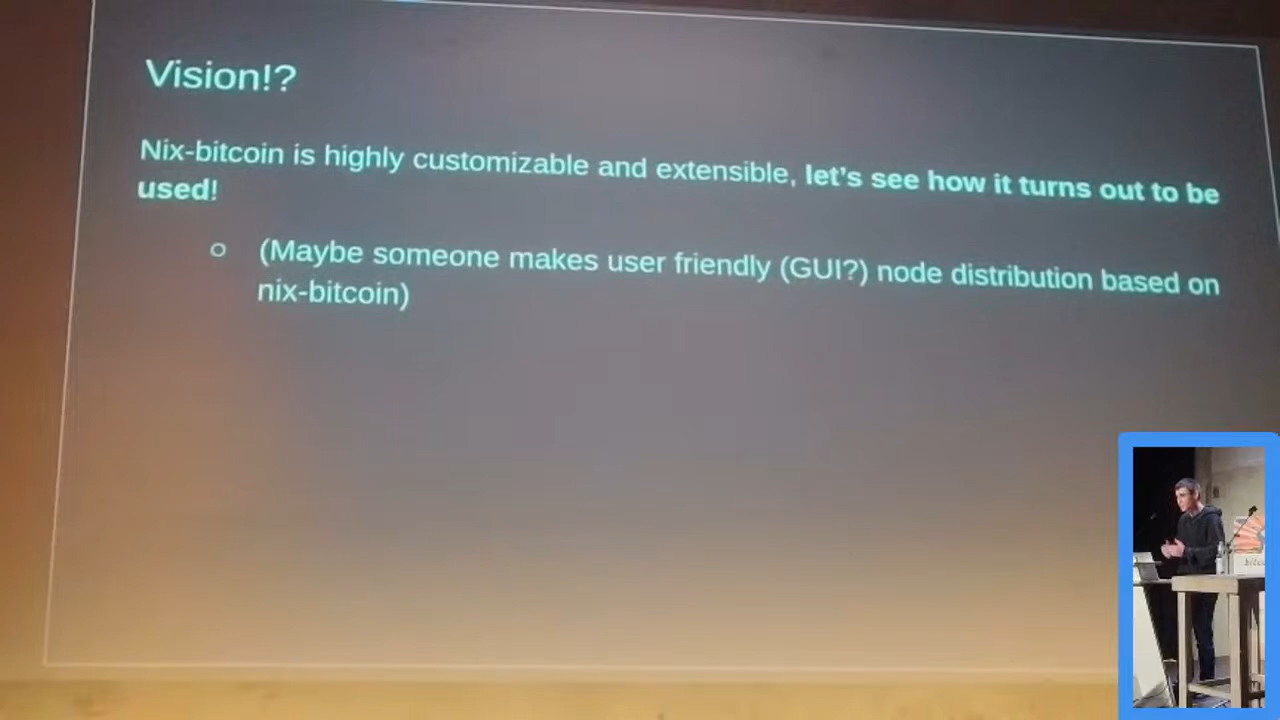 Vision!?
Nix-bitcoin is highly customizable and extensible, let's see how it turns out to be
used!
(Maybe someone makes user friendly (GUI?) node distribution based on
nix-bitcoin)